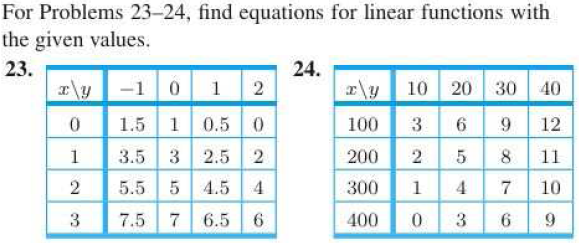 For Problems 23–24, find equations for linear functions with
the given values.
23.
x\y −1 0 1 2
0 1.5 1 0.5 0
1 3.5 3 2.5 2
2 5.5 5 4.5 4
3 7.5 7 6.5 6
24.
x\y 10 20 30 40
100 3 6 9 12
200 2 5 8 11
300 1 4 7 10
400 0 3 6 9